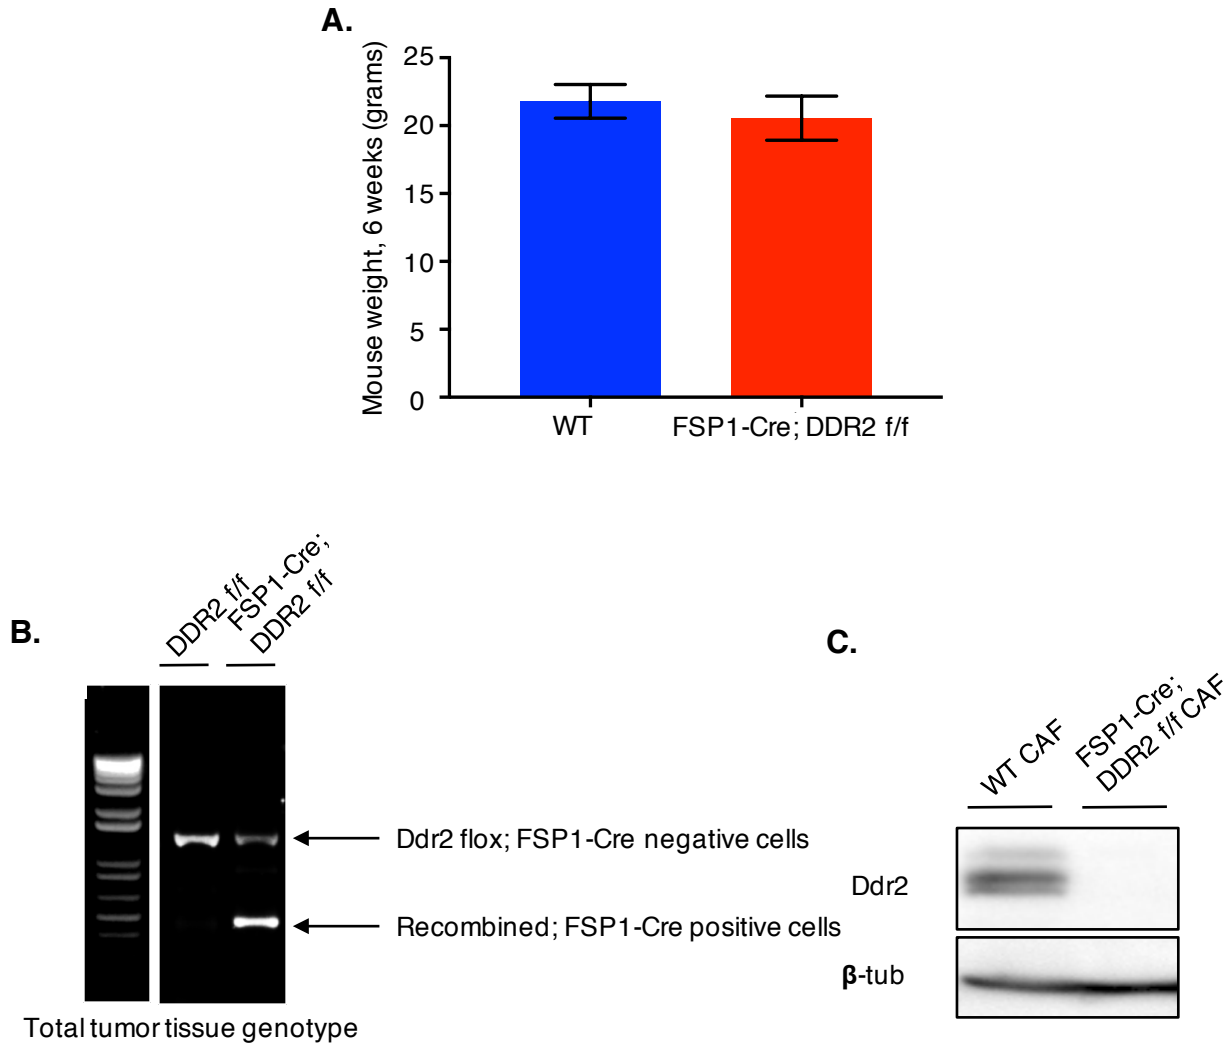 A.
Mouse weight, 6 weeks (grams)
25
20
15
10
5
0
WT
FSP1-Cre; DDR2 f/f
B.
DDR2 f/f
FSP1-Cre;
DDR2 f/f
Ddr2 flox; FSP1-Cre negative cells
Recombined; FSP1-Cre positive cells
Total tumor tissue genotype
C.
WT CAF
FSP1-Cre;
DDR2 f/f CAF
Ddr2
β-tub